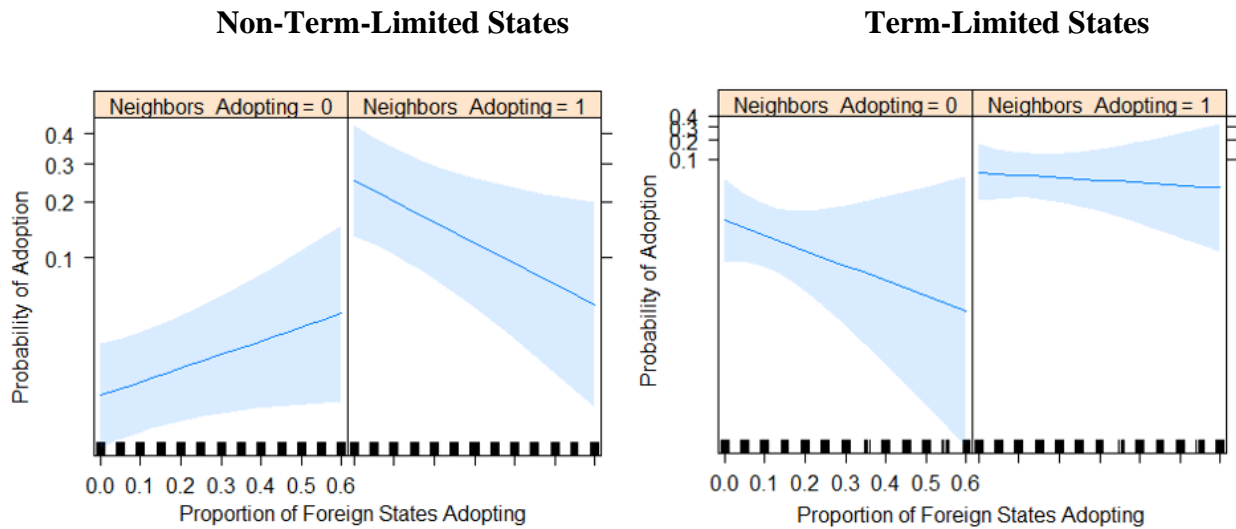 Non-Term-Limited States
Term-Limited States
Neighbors Adopting = 0
Neighbors Adopting = 1
0.4
0.3
0.2
0.1
Probability of Adoption
0.0 0.1 0.2 0.3 0.4 0.5 0.6
Proportion of Foreign States Adopting
Neighbors Adopting = 0
Neighbors Adopting = 1
0.4
0.3
0.2
0.1
Probability of Adoption
0.0 0.1 0.2 0.3 0.4 0.5 0.6
Proportion of Foreign States Adopting